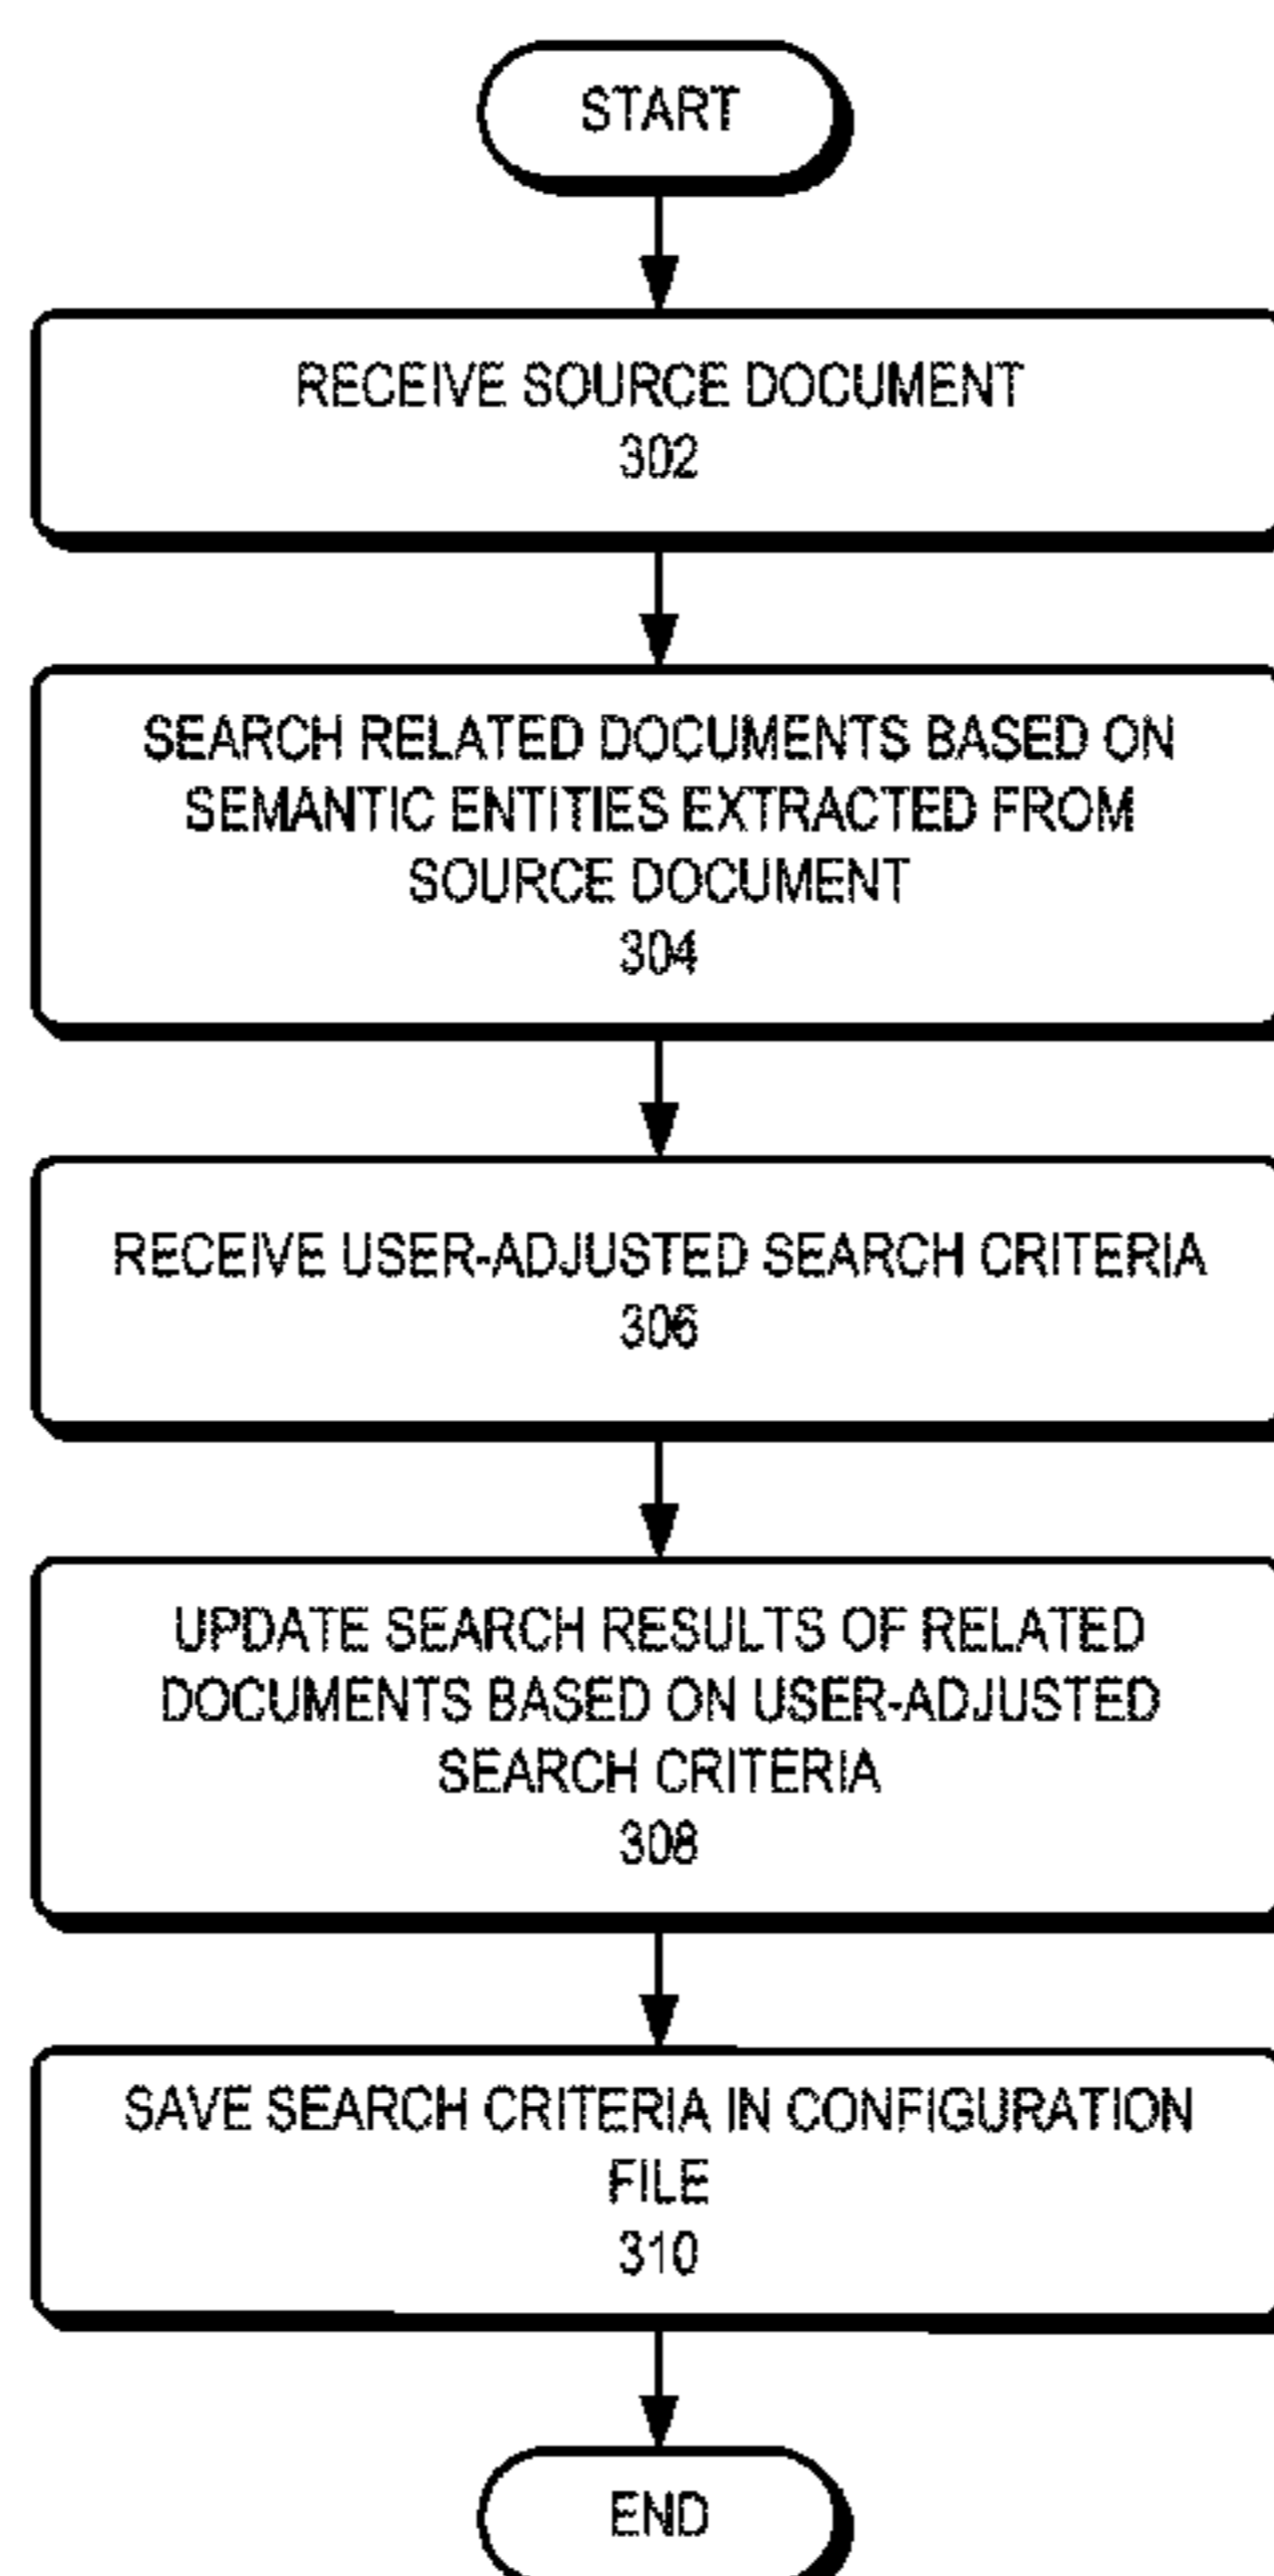 START
RECEIVE SOURCE DOCUMENT
302
SEARCH RELATED DOCUMENTS BASED ON
SEMANTIC ENTITIES EXTRACTED FROM
SOURCE DOCUMENT
304
RECEIVE USER-ADJUSTED SEARCH CRITERIA
306
UPDATE SEARCH RESULTS OF RELATED
DOCUMENTS BASED ON USER-ADJUSTED
SEARCH CRITERIA
308
SAVE SEARCH CRITERIA IN CONFIGURATION
FILE
310
END